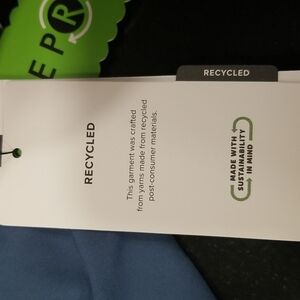 REPR
RECYCLED
RECYCLED
This garment was crafted
from yarns made from recycled
post-consumer materials.
MADE WITH
SUSTAINABILITY
IN MIND